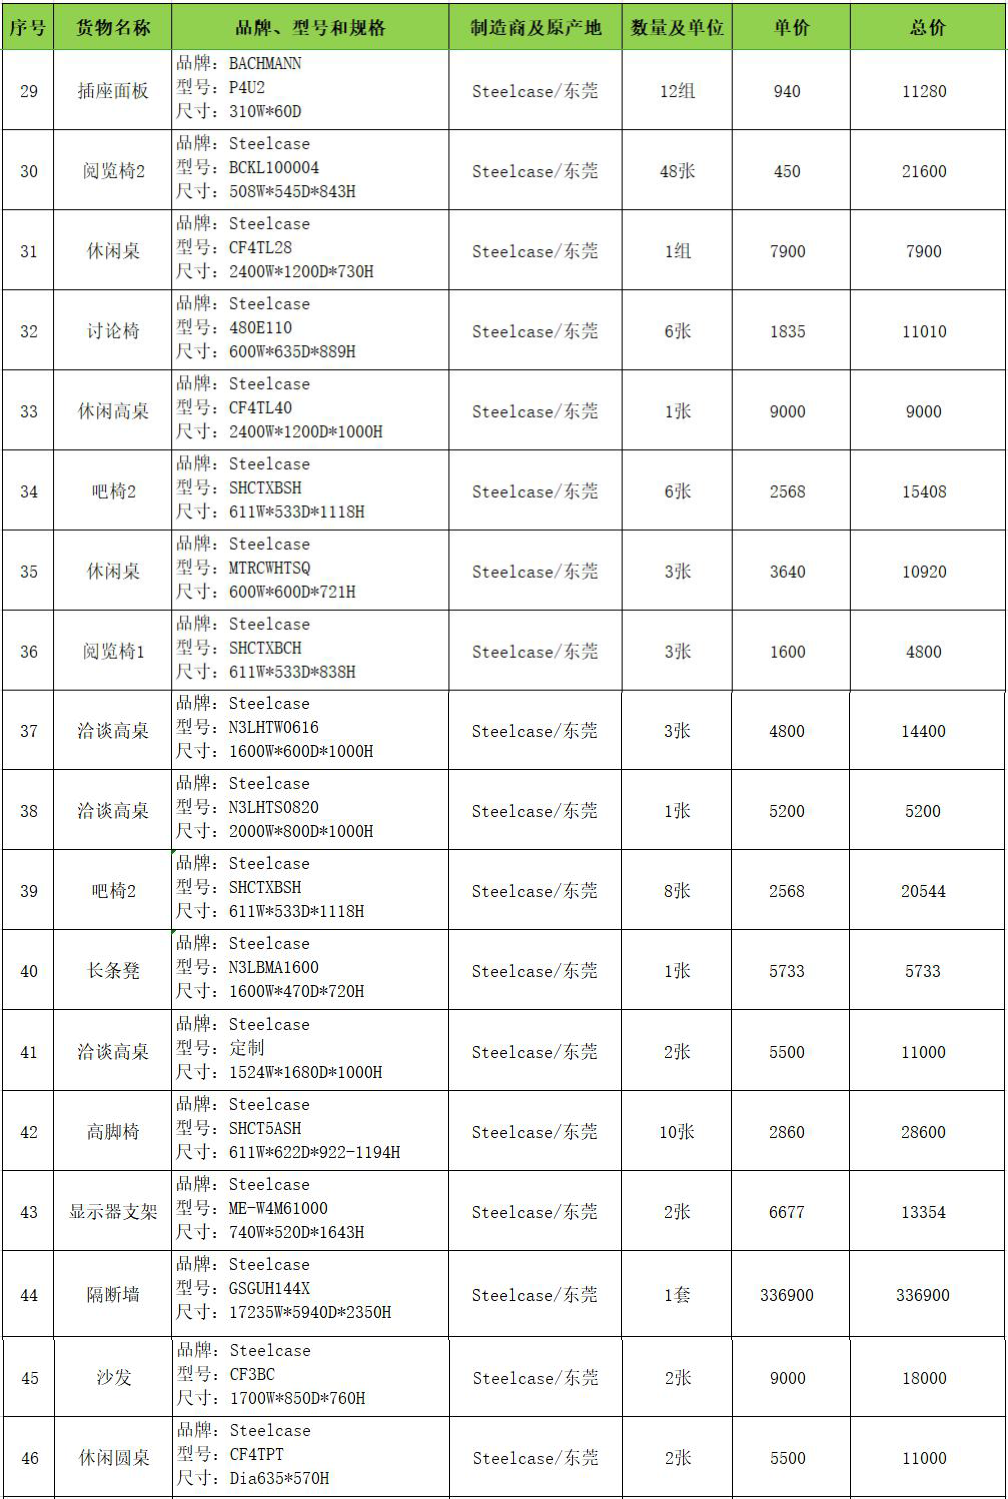 序号 货物名称 品牌、型号和规格 制造商及原产地 数量及单位 单价 总价
品牌：BACHMANN
29 插座面板 型号：P4U2 Steelcase/东莞 12组 940 11280
尺寸：310W*60D
品牌：Steelcase
30 阅览椅2 型号：BCKL100004 Steelcase/东莞 48张 450 21600
尺寸：508W*545D*843H
品牌：Steelcase
31 休闲桌 型号：CF4TL28 Steelcase/东莞 1组 7900 7900
尺寸：2400W*1200D*730H
品牌：Steelcase
32 讨论椅 型号：480E110 Steelcase/东莞 6张 1835 11010
尺寸：600W*635D*889H
品牌：Steelcase
33 休闲高桌 型号：CF4TL40 Steelcase/东莞 1张 9000 9000
尺寸：2400W*1200D*1000H
品牌：Steelcase
34 吧椅2 型号：SHCTXBSH Steelcase/东莞 6张 2568 15408
尺寸：611W*533D*1118H
品牌：Steelcase
35 休闲桌 型号：MTRCWHTSQ Steelcase/东莞 3张 3640 10920
尺寸：600W*600D*721H
品牌：Steelcase
36 阅览椅1 型号：SHCTXBCH Steelcase/东莞 3张 1600 4800
尺寸：611W*533D*838H
品牌：Steelcase
37 洽谈高桌 型号：N3LHTW0616 Steelcase/东莞 3张 4800 14400
尺寸：1600W*600D*1000H
品牌：Steelcase
38 洽谈高桌 型号：N3LHTS0820 Steelcase/东莞 1张 5200 5200
尺寸：2000W*800D*1000H
品牌：Steelcase
39 吧椅2 型号：SHCTXBSH Steelcase/东莞 8张 2568 20544
尺寸：611W*533D*1118H
品牌：Steelcase
40 长条凳 型号：N3LBMA1600 Steelcase/东莞 1张 5733 5733
尺寸：1600W*470D*720H
品牌：Steelcase
41 洽谈高桌 型号：定制 Steelcase/东莞 2张 5500 11000
尺寸：1524W*1680D*1000H
品牌：Steelcase
42 高脚椅 型号：SHCT5ASH Steelcase/东莞 10张 2860 28600
尺寸：611W*622D*922-1194H
品牌：Steelcase
43 显示器支架 型号：ME-W4M61000 Steelcase/东莞 2张 6677 13354
尺寸：740W*520D*1643H
品牌：Steelcase
44 隔断墙 型号：GSGUH144X Steelcase/东莞 1套 336900 336900
尺寸：17235W*5940D*2350H
品牌：Steelcase
45 沙发 型号：CF3BC Steelcase/东莞 2张 9000 18000
尺寸：1700W*850D*760H
品牌：Steelcase
46 休闲圆桌 型号：CF4TPT Steelcase/东莞 2张 5500 11000
尺寸：Dia635*570H